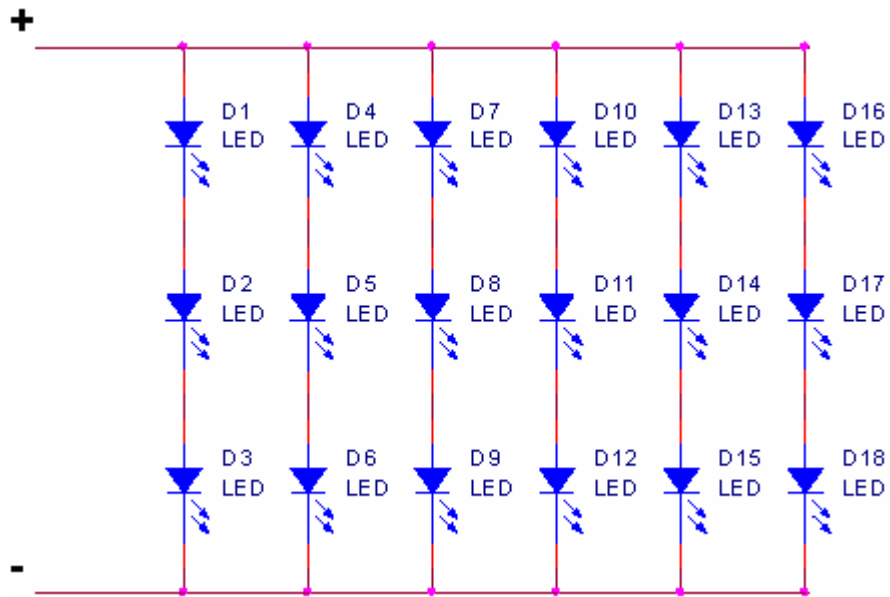 +
D1 D4 D7 D10 D13 D16
LED LED LED LED LED LED
D2 D5 D8 D11 D14 D17
LED LED LED LED LED LED
D3 D6 D9 D12 D15 D18
LED LED LED LED LED LED
-